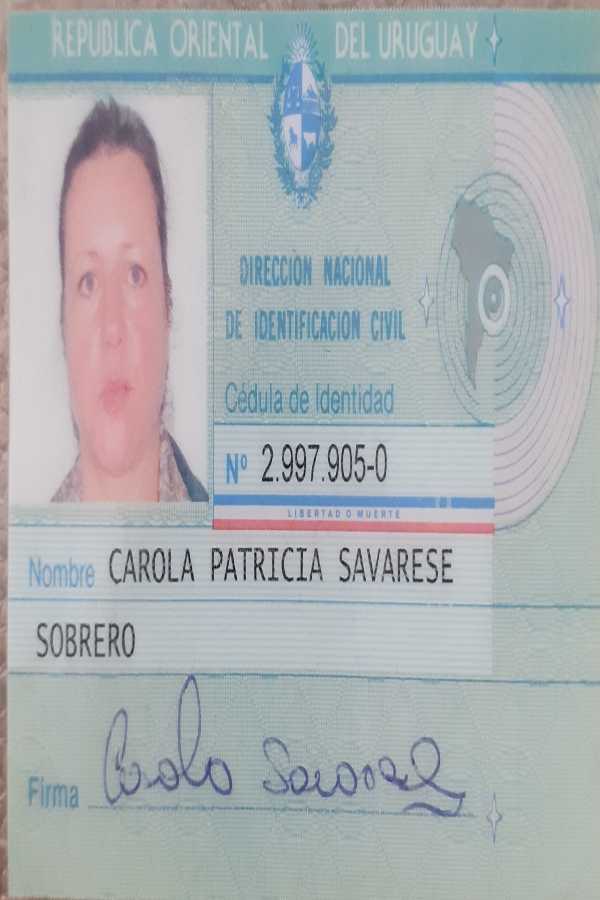 REPUBLICA ORIENTAL DEL URUGUAY
DIRECCION NACIONAL
DE IDENTIFICACION CIVIL
Cédula de Identidad
Nº 2.997.905-0
LIBERTAD O MUERTE
Nombre CAROLA PATRICIA SAVARESE
SOBRERO
Firma Carola Savarese